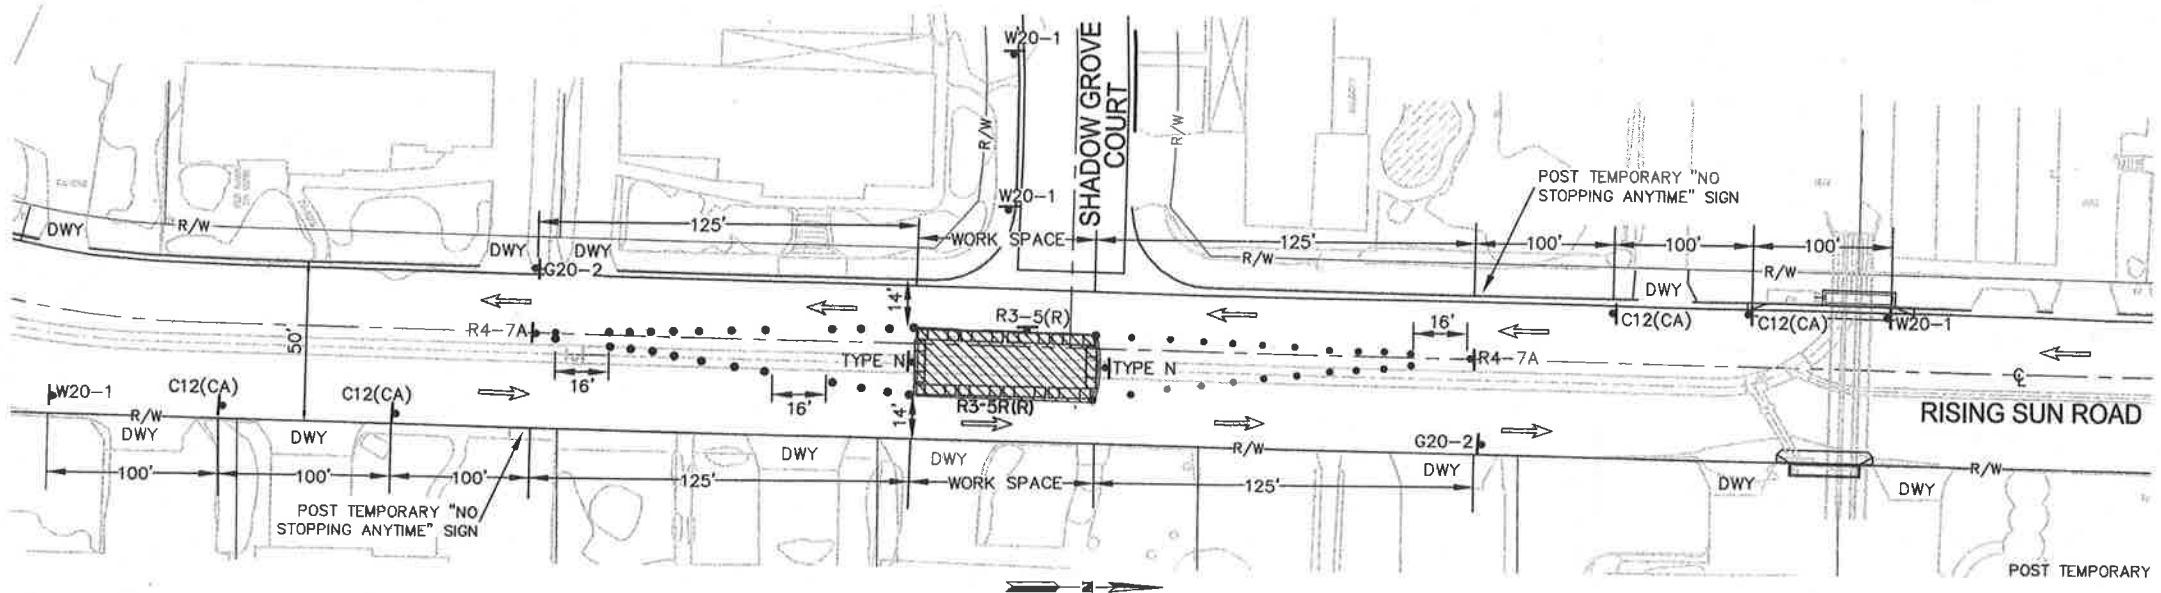 W20-1
SHADOW GROVE
COURT
R/W
R/W
W20-1
POST TEMPORARY "NO
STOPPING ANYTIME" SIGN
DWY
R/W
125'
WORK SPACE
125'
100'
100'
100'
DWY
DWY
G20-2
R/W
R/W
DWY
14'
C12(CA)
C12(CA)
W20-1
R4-7A
R3-5(R)
16'
50'
TYPE N
TYPE N
R4-7A
℄
16'
16'
W20-1
C12(CA)
C12(CA)
R3-5R(R)
14'
RISING SUN ROAD
R/W
DWY
DWY
DWY
DWY
R/W
G20-2
DWY
R/W
100'
100'
100'
125'
WORK SPACE
125'
DWY
DWY
POST TEMPORARY "NO
STOPPING ANYTIME" SIGN
POST TEMPORARY